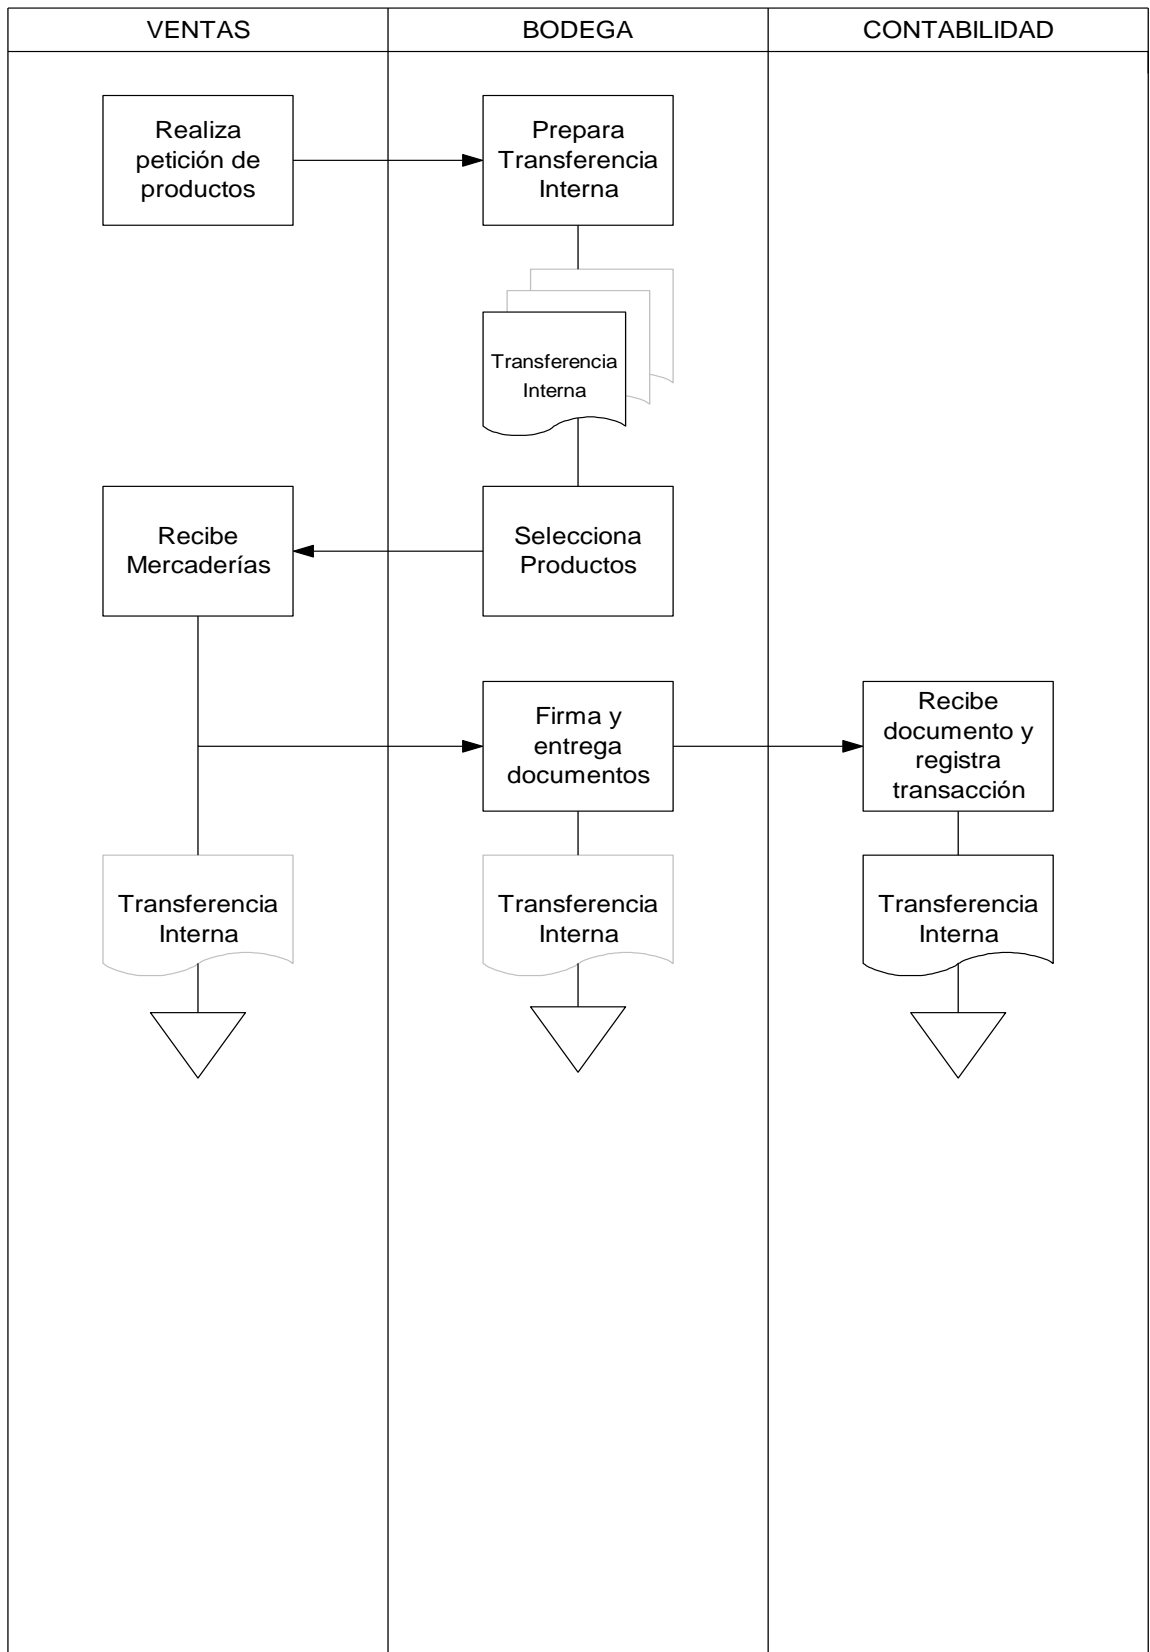 VENTAS
BODEGA
CONTABILIDAD
Realiza
petición de
productos
Prepara
Transferencia
Interna
Transferencia
Interna
Recibe
Mercaderías
Selecciona
Productos
Firma y
entrega
documentos
Recibe
documento y
registra
transacción
Transferencia
Interna
Transferencia
Interna
Transferencia
Interna